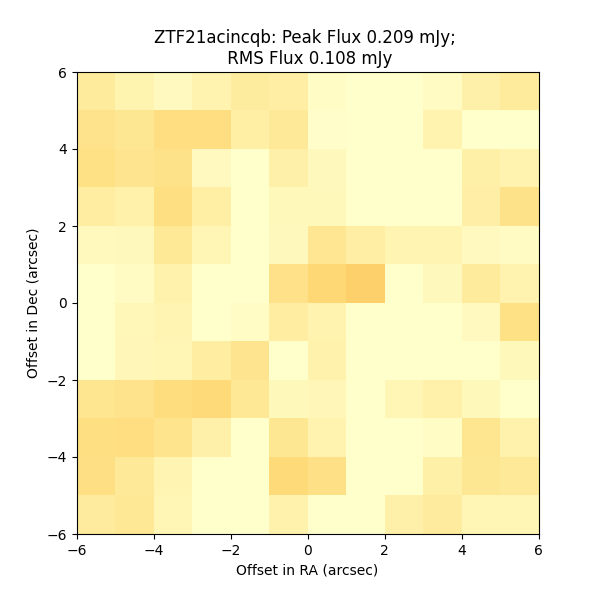 ZTF21acincqb: Peak Flux 0.209 mJy;
RMS Flux 0.108 mJy
6
4
2
0
−2
−4
−6
Offset in Dec (arcsec)
−6 −4 −2 0 2 4 6
Offset in RA (arcsec)